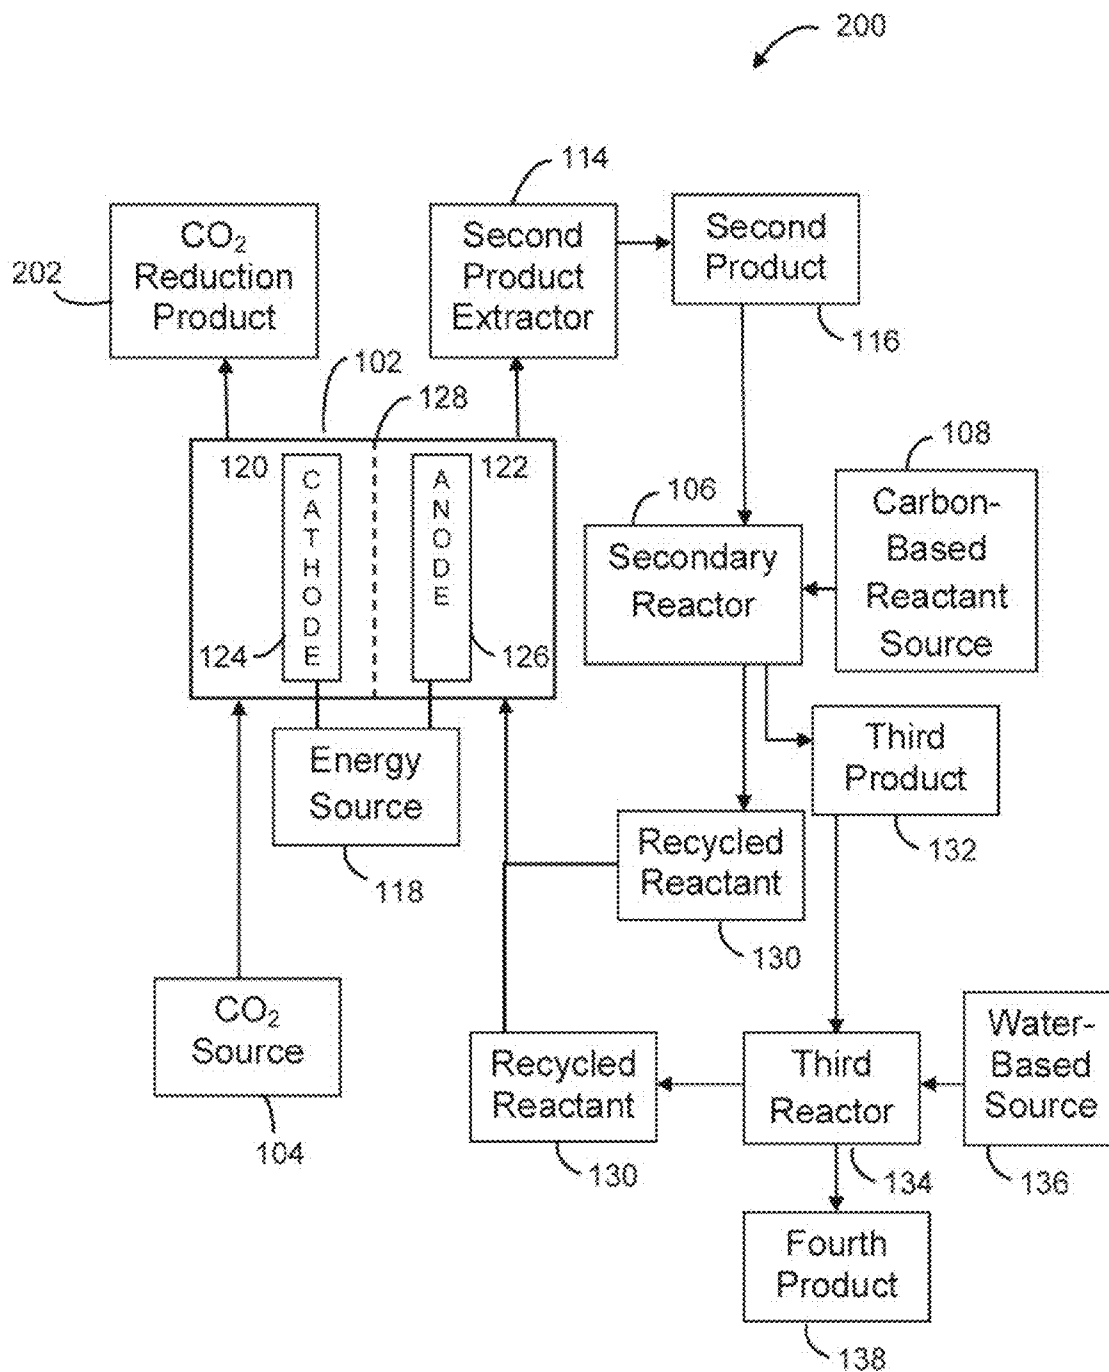 200
114
CO₂
Reduction
Product
202
Second
Product
Extractor
Second
Product
116
102
128
108
120
CATHODE
ANODE
122
106
Carbon-
Based
Reactant
Source
Secondary
Reactor
124
126
Energy
Source
118
Third
Product
132
Recycled
Reactant
130
CO₂
Source
104
Recycled
Reactant
130
Third
Reactor
134
Water-
Based
Source
136
Fourth
Product
138